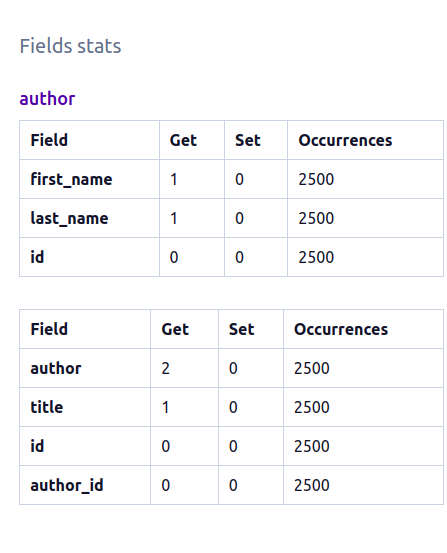 Fields stats
author
Field Get Set Occurrences
first_name 1 0 2500
last_name 1 0 2500
id 0 0 2500
Field Get Set Occurrences
author 2 0 2500
title 1 0 2500
id 0 0 2500
author_id 0 0 2500